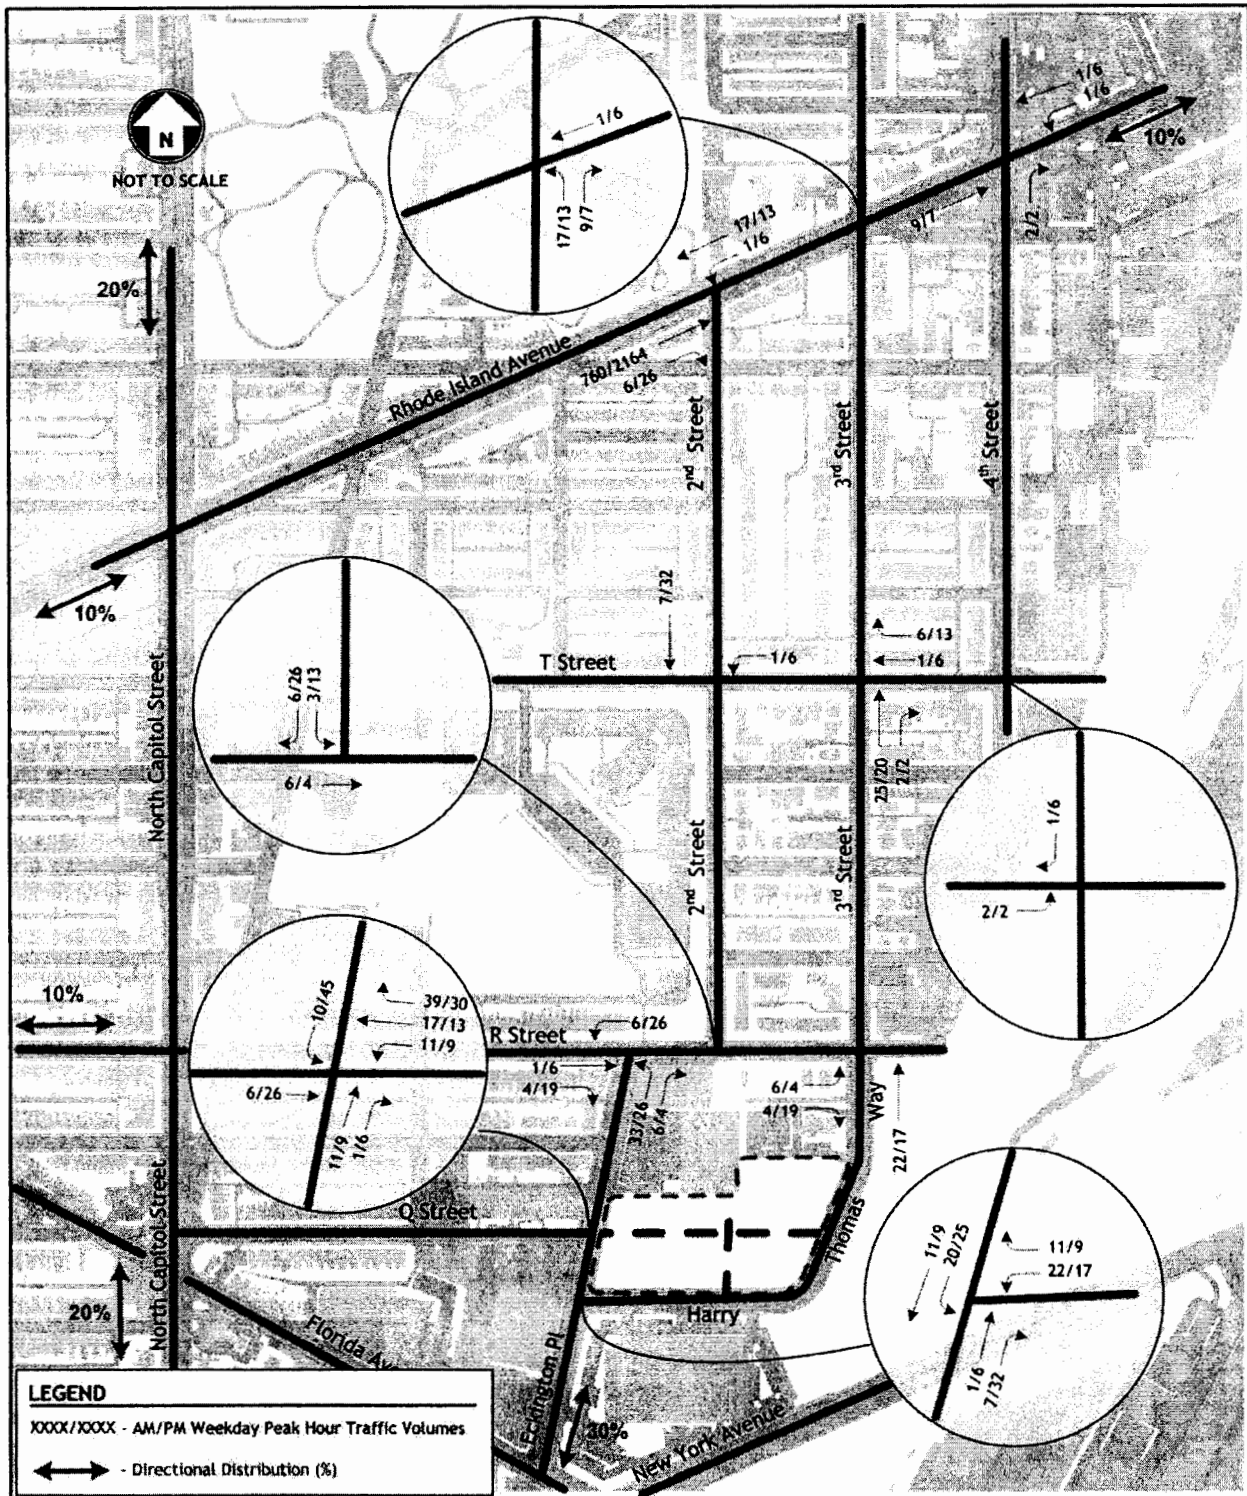 1/6
1/6
10%
N
NOT TO SCALE
1/6
17/13
9/7
17/13
1/6
9/7
2/2
20%
Rhode Island Avenue
760/2164
6/26
2nd Street
3rd Street
4th Street
10%
7/32
6/13
T Street
1/6
1/6
6/26
3/13
6/4
North Capitol Street
25/20
2/2
1/6
2/2
2nd Street
3rd Street
10%
10/45
39/30
17/13
11/9
6/26
11/9
1/6
R Street
6/26
1/6
4/19
33/26
6/4
6/4
4/19
Way
22/17
Q Street
Thomas
11/9
20/25
11/9
22/17
1/6
7/32
North Capitol Street
20%
Harry
Florida Av
Eckington Pl
30%
New York Avenue
LEGEND
XXXX/XXXX - AM/PM Weekday Peak Hour Traffic Volumes
- Directional Distribution (%)